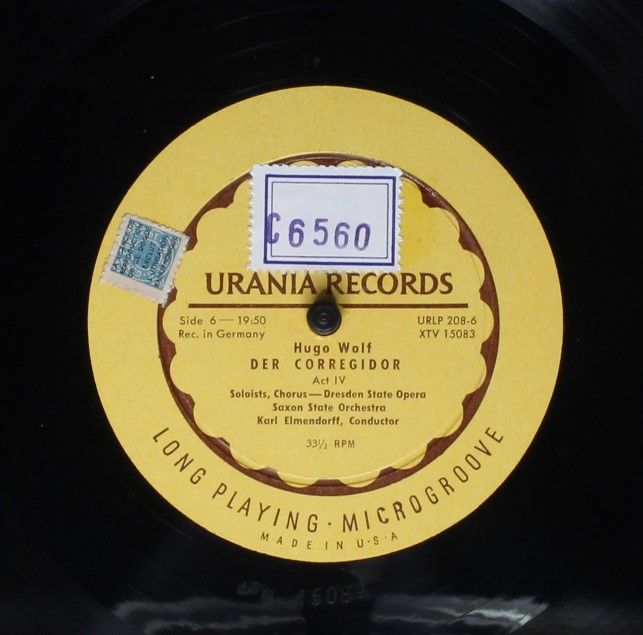 C6560
URANIA RECORDS
Side 6 — 19:50
Rec. in Germany
URLP 208-6
XTV 15083
Hugo Wolf
DER CORREGIDOR
Act IV
Soloists, Chorus—Dresden State Opera
Saxon State Orchestra
Karl Elmendorff, Conductor
33⅓ RPM
LONG PLAYING · MICROGROOVE
MADE IN U·S·A